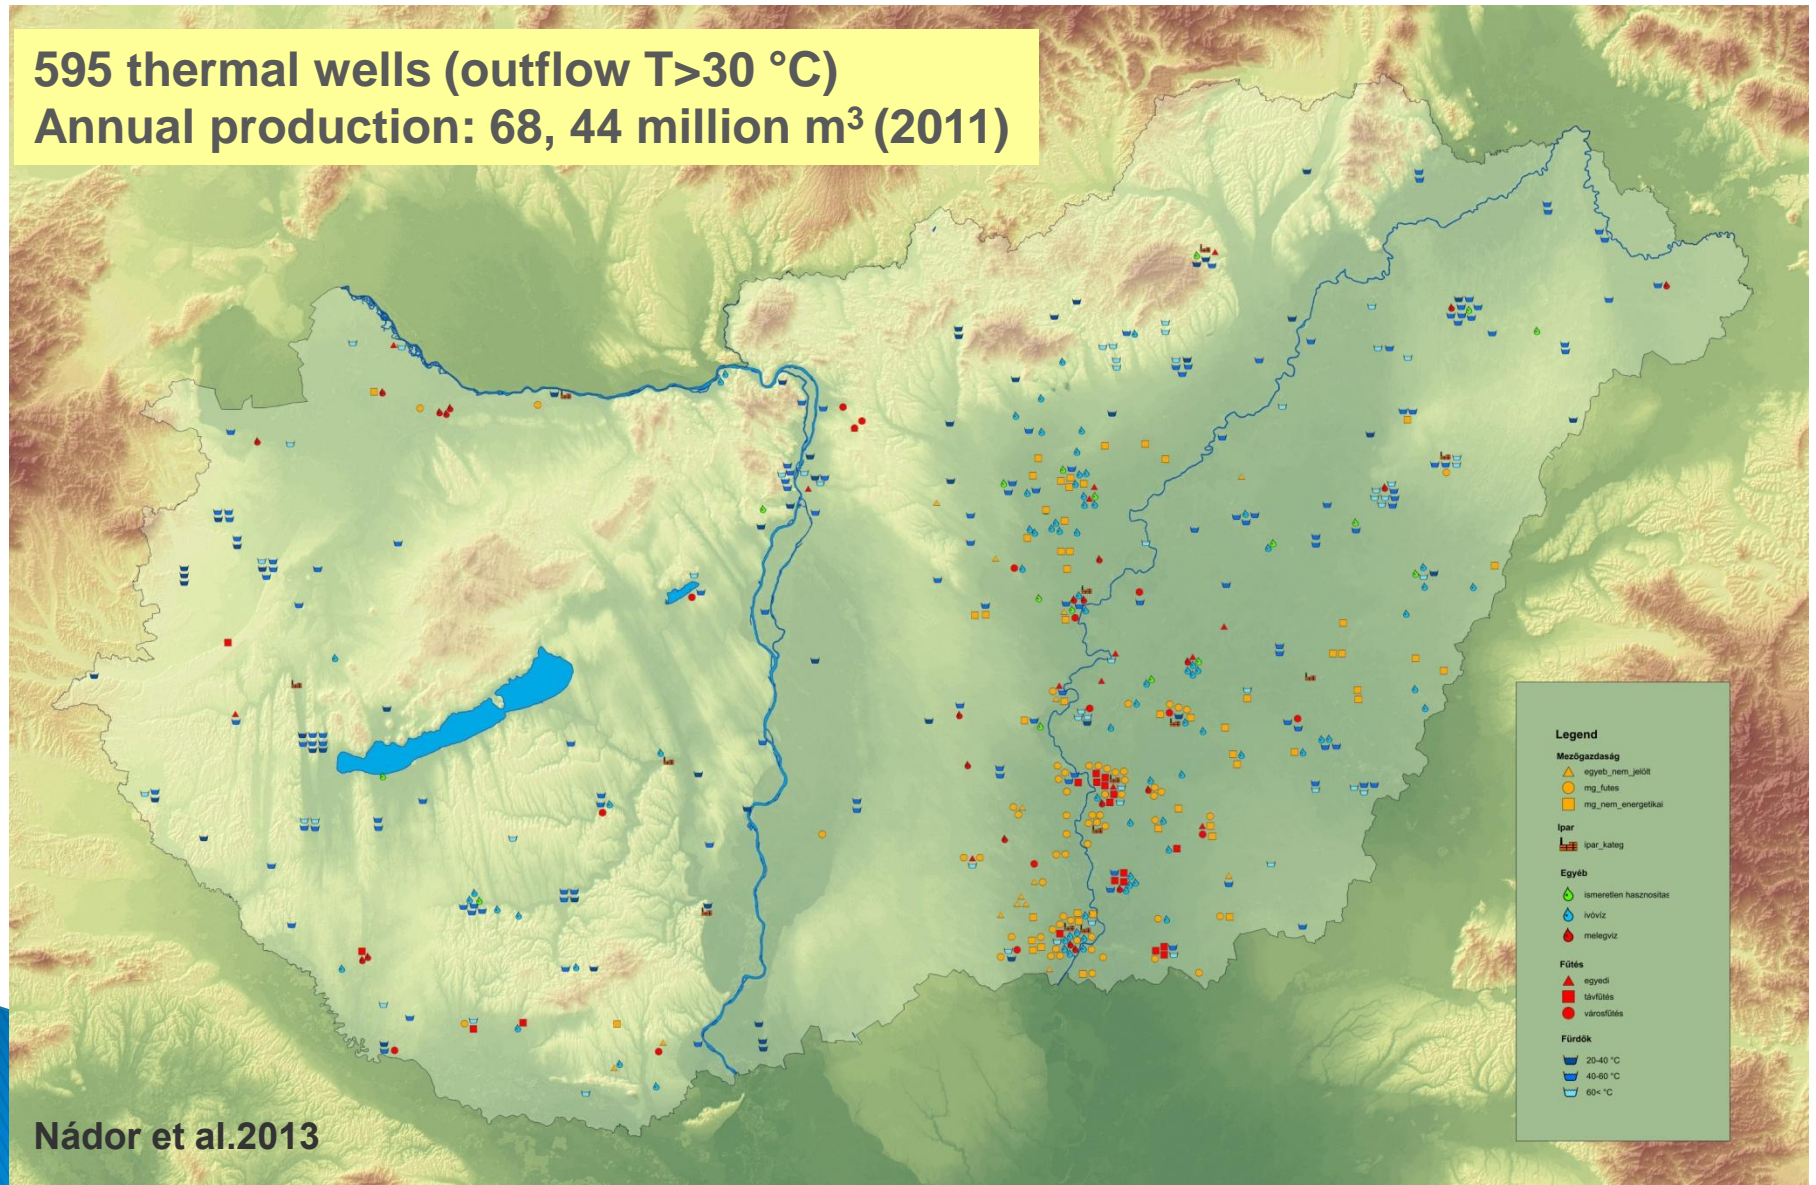 595 thermal wells (outflow T>30 °C)
Annual production: 68, 44 million m³ (2011)
Legend
Mezőgazdaság
egyeb_nem_jelölt
mg_futes
mg_nem_energetikai
Ipar
ipar_kateg
Egyéb
ismeretlen hasznositas
ivóvíz
melegviz
Fűtés
egyedi
távfűtés
városfűtés
Fürdők
20-40 °C
40-60 °C
60< °C
Nádor et al.2013